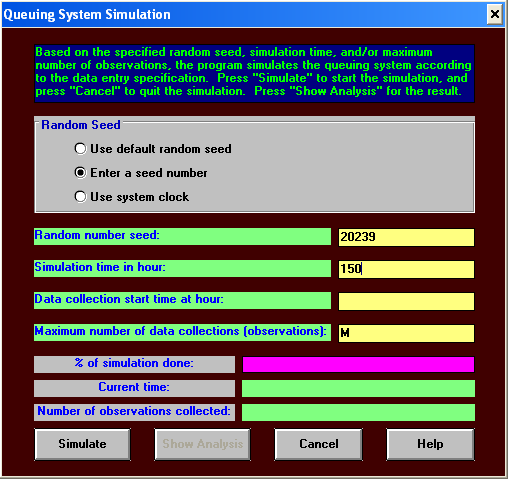 Queuing System Simulation
Based on the specified random seed, simulation time, and/or maximum
number of observations, the program simulates the queuing system according
to the data entry specification.  Press "Simulate" to start the simulation, and
press "Cancel" to quit the simulation.  Press "Show Analysis" for the result.
Random Seed
Use default random seed
Enter a seed number
Use system clock
Random number seed: 20239
Simulation time in hour: 150
Data collection start time at hour:
Maximum number of data collections (observations): M
% of simulation done:
Current time:
Number of observations collected:
Simulate Show Analysis Cancel Help